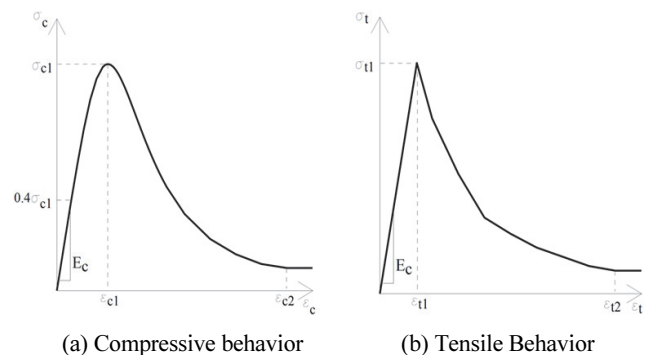 σc
σc1
0.4σc1
Ec
εc1
εc2
εc
(a) Compressive behavior
σt
σt1
Ec
εt1
εt2
εt
(b) Tensile Behavior